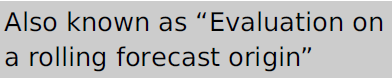 Also known as “Evaluation on
a rolling forecast origin”